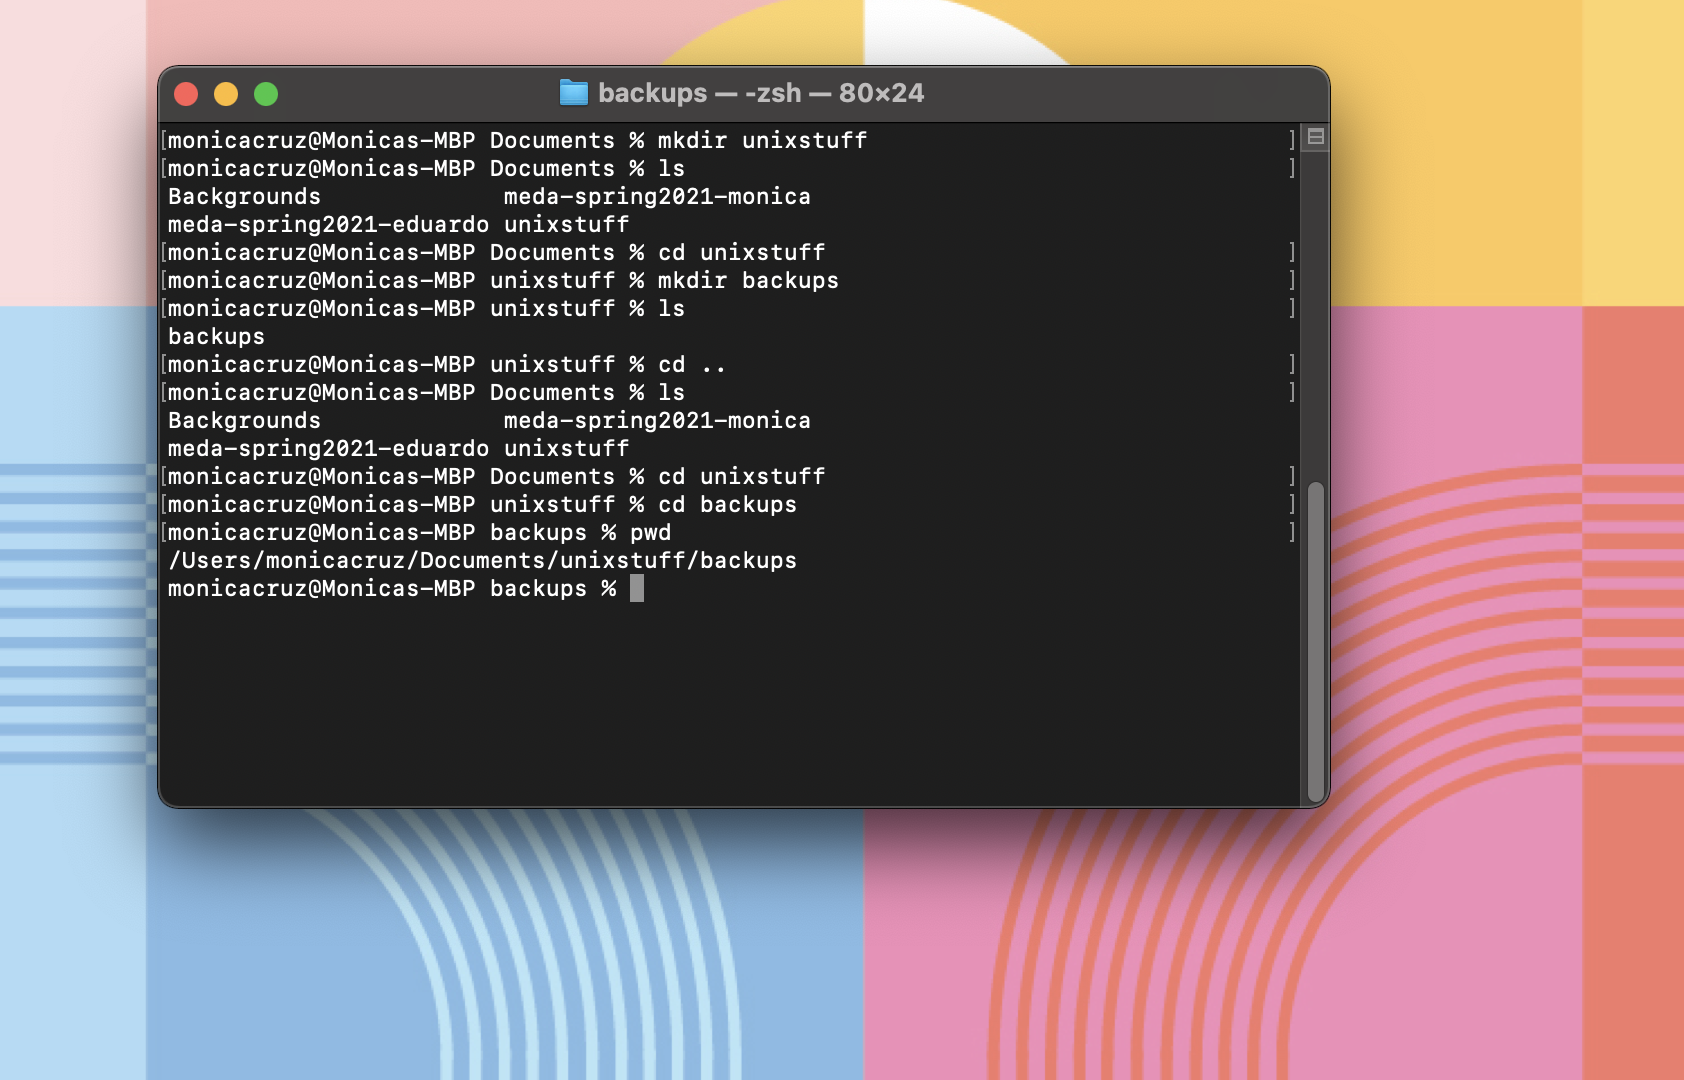 backups — -zsh — 80×24
[monicacruz@Monicas-MBP Documents % mkdir unixstuff ]
[monicacruz@Monicas-MBP Documents % ls ]
Backgrounds             meda-spring2021-monica
meda-spring2021-eduardo unixstuff
[monicacruz@Monicas-MBP Documents % cd unixstuff ]
[monicacruz@Monicas-MBP unixstuff % mkdir backups ]
[monicacruz@Monicas-MBP unixstuff % ls ]
backups
[monicacruz@Monicas-MBP unixstuff % cd .. ]
[monicacruz@Monicas-MBP Documents % ls ]
Backgrounds             meda-spring2021-monica
meda-spring2021-eduardo unixstuff
[monicacruz@Monicas-MBP Documents % cd unixstuff ]
[monicacruz@Monicas-MBP unixstuff % cd backups ]
[monicacruz@Monicas-MBP backups % pwd ]
/Users/monicacruz/Documents/unixstuff/backups
monicacruz@Monicas-MBP backups %